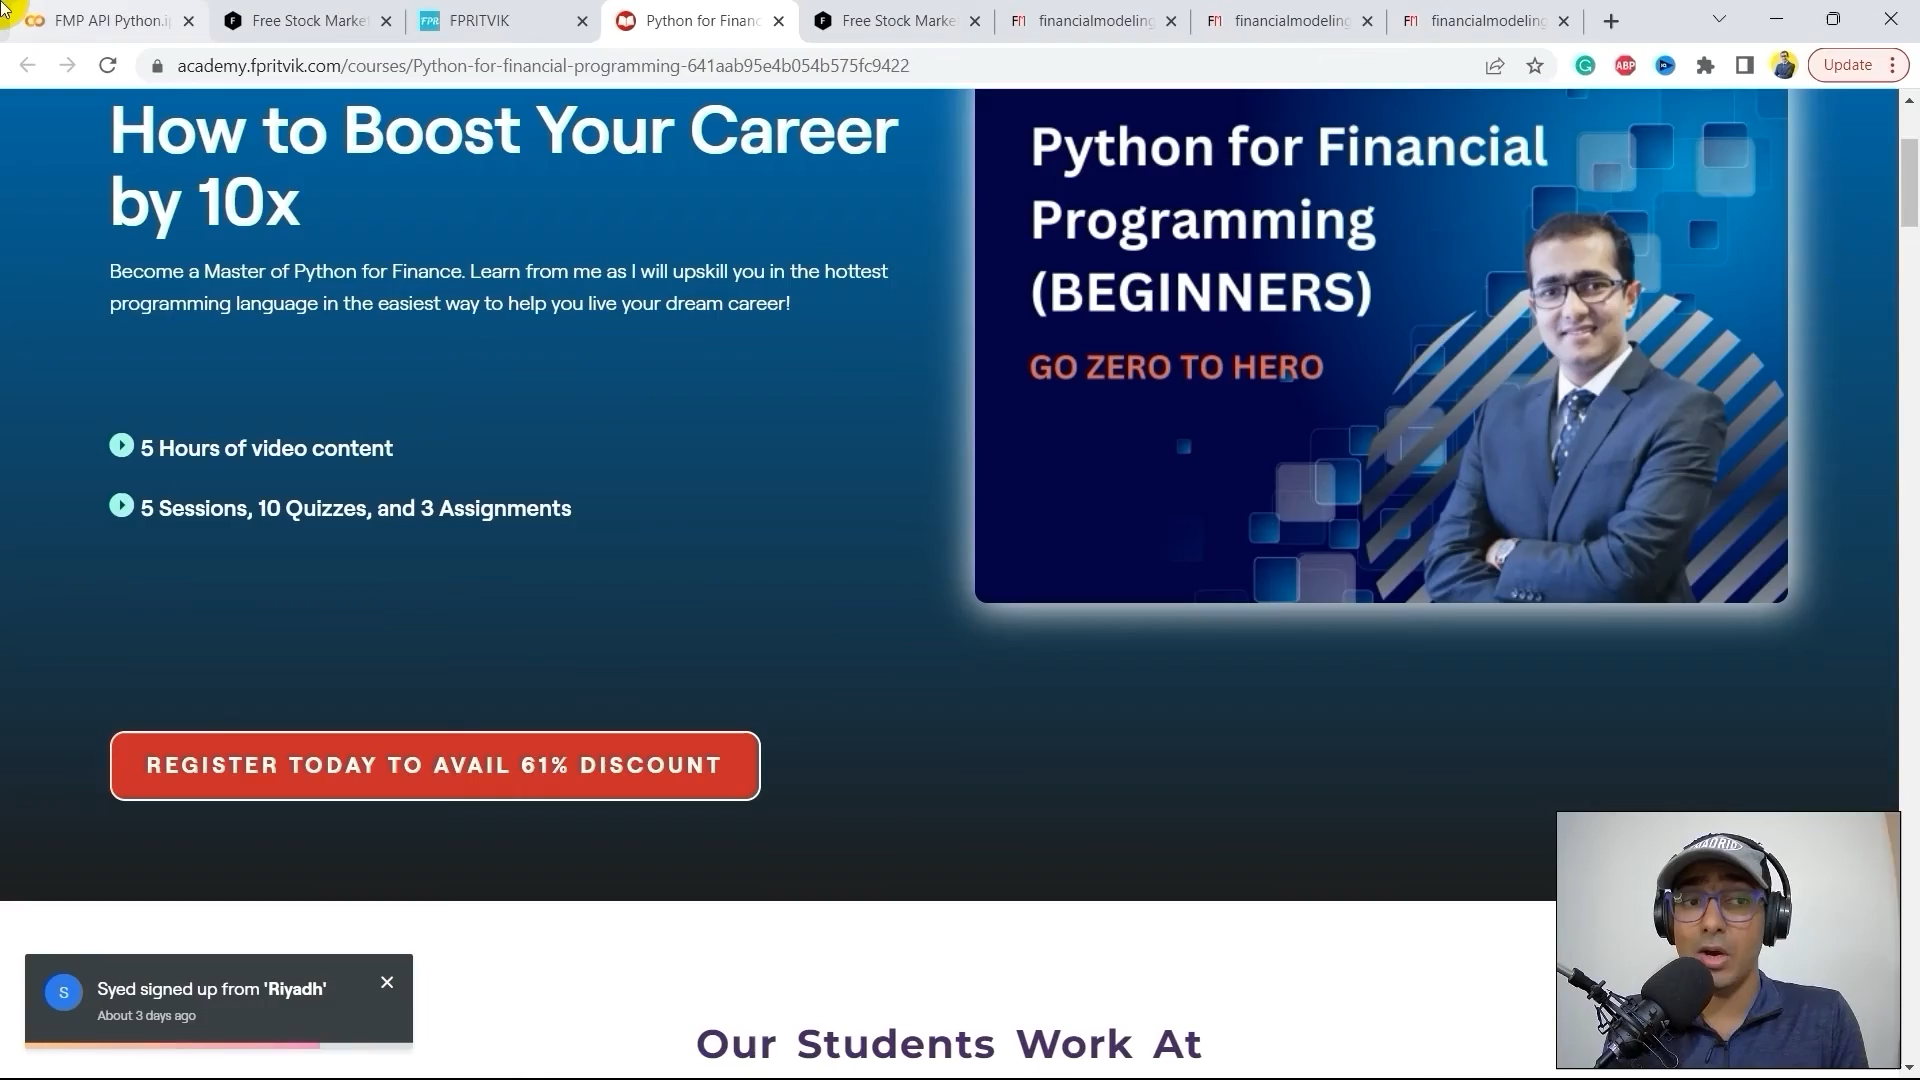 FMP API Python.i
Free Stock Marke
FPR
FPRITVIK
Python for Financ
Free Stock Marke
financialmodeling
financialmodeling
financialmodeling
academy.fpritvik.com/courses/Python-for-financial-programming-641aab95e4b054b575fc9422
ABP
Update
How to Boost Your Career
by 10x
Become a Master of Python for Finance. Learn from me as I will upskill you in the hottest
programming language in the easiest way to help you live your dream career!
5 Hours of video content
5 Sessions, 10 Quizzes, and 3 Assignments
REGISTER TODAY TO AVAIL 61% DISCOUNT
Python for Financial
Programming
(BEGINNERS)
GO ZERO TO HERO
S
Syed signed up from 'Riyadh'
About 3 days ago
Our Students Work At
MADRID